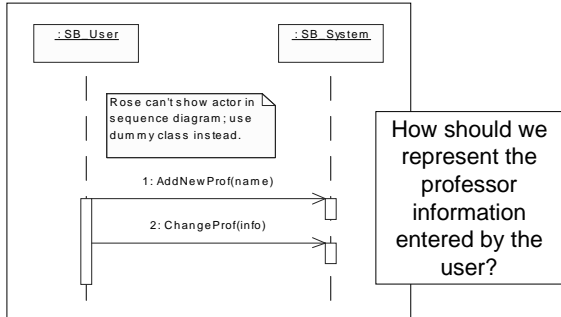 : SB_User
: SB_System
Rose can't show actor in
sequence diagram; use
dummy class instead.
1: AddNewProf(name)
2: ChangeProf(info)
How should we
represent the
professor
information
entered by the
user?